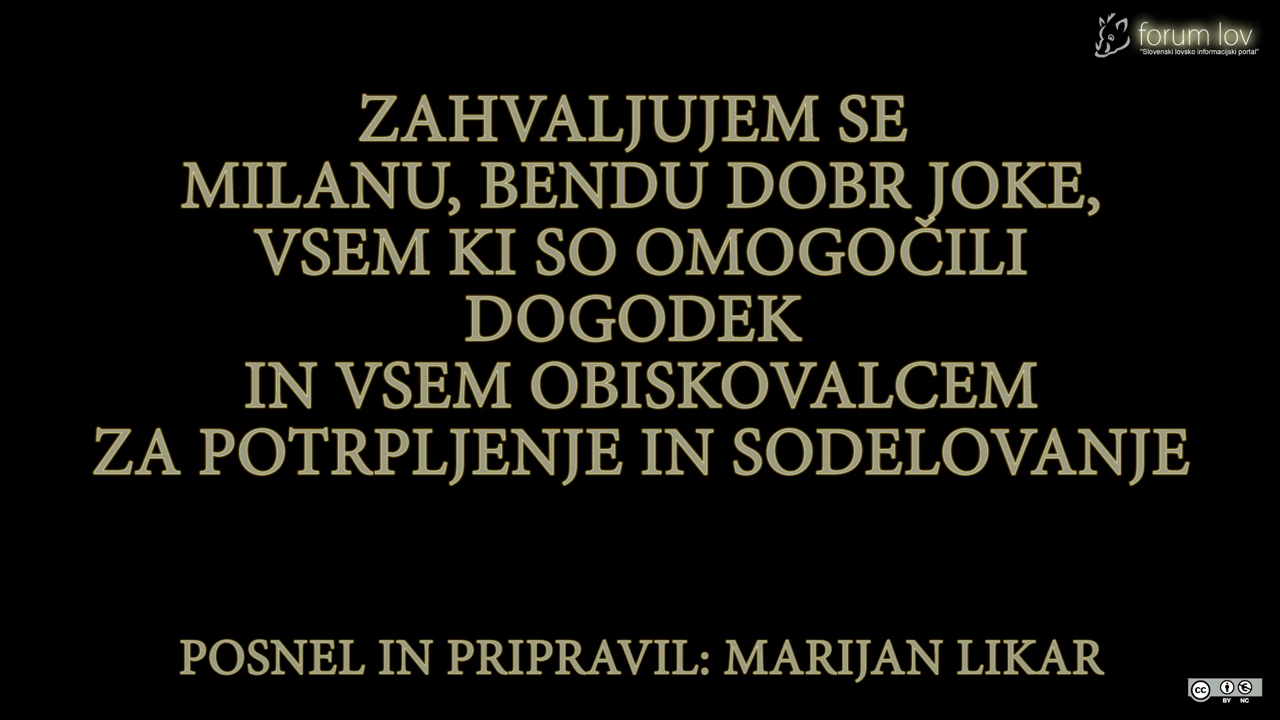 forum lov
"Slovenski lovsko informacijski portal"
ZAHVALJUJEM SE
MILANU, BENDU DOBR JOKE,
VSEM KI SO OMOGOČILI
DOGODEK
IN VSEM OBISKOVALCEM
ZA POTRPLJENJE IN SODELOVANJE
POSNEL IN PRIPRAVIL: MARIJAN LIKAR
cc
BY NC